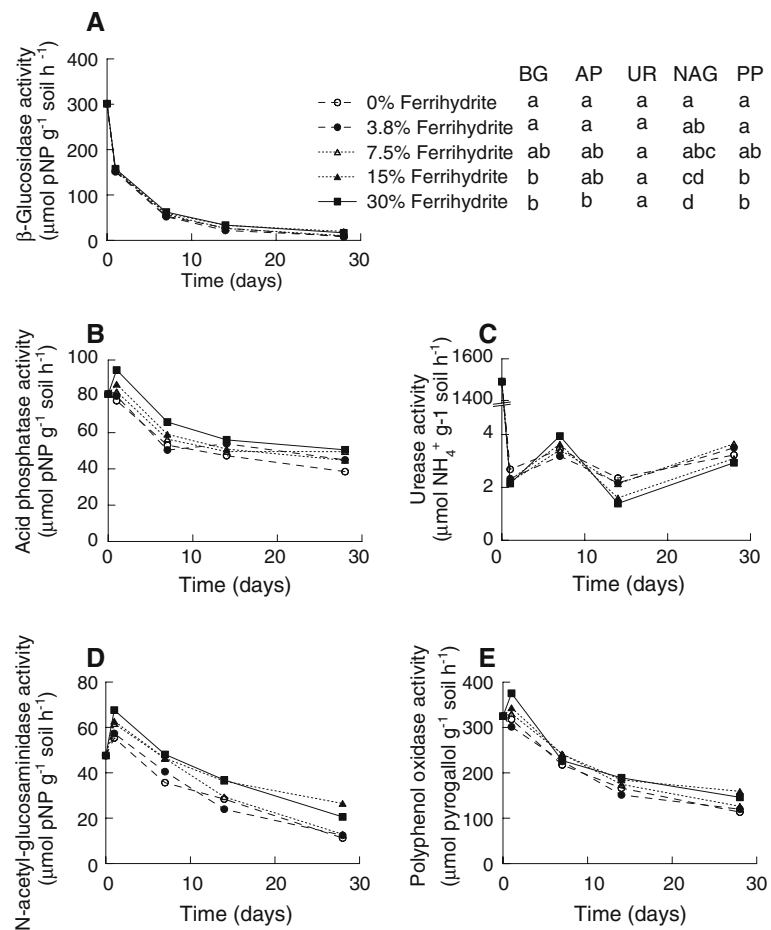 A
β-Glucosidase activity
(μmol pNP g⁻¹ soil h⁻¹)
400
300
200
100
0
0 10 20 30
Time (days)
BG AP UR NAG PP
0% Ferrihydrite a a a a a
3.8% Ferrihydrite a a a ab a
7.5% Ferrihydrite ab ab a abc ab
15% Ferrihydrite b ab a cd b
30% Ferrihydrite b b a d b
B
Acid phosphatase activity
(μmol pNP g⁻¹ soil h⁻¹)
100
80
60
40
20
0
0 10 20 30
Time (days)
C
Urease activity
(μmol NH₄⁺ g-1 soil h⁻¹)
1600
1400
4
2
0
0 10 20 30
Time (days)
D
N-acetyl-glucosaminidase activity
(μmol pNP g⁻¹ soil h⁻¹)
80
60
40
20
0
0 10 20 30
Time (days)
E
Polyphenol oxidase activity
(μmol pyrogallol g⁻¹ soil h⁻¹)
400
300
200
100
0
0 10 20 30
Time (days)